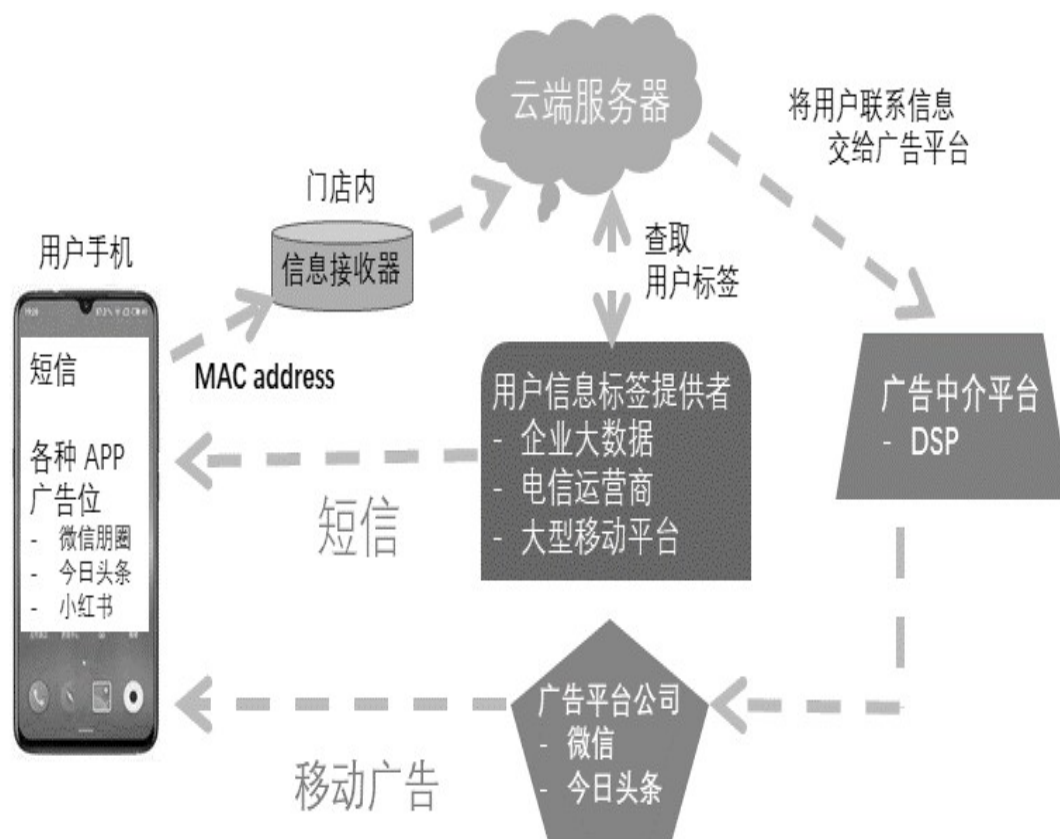 云端服务器
将用户联系信息
交给广告平台
门店内
信息接收器
查取
用户标签
用户手机
MAC address
短信
各种 APP
广告位
- 微信朋圈
- 今日头条
- 小红书
用户信息标签提供者
- 企业大数据
- 电信运营商
- 大型移动平台
广告中介平台
- DSP
短信
广告平台公司
- 微信
- 今日头条
移动广告